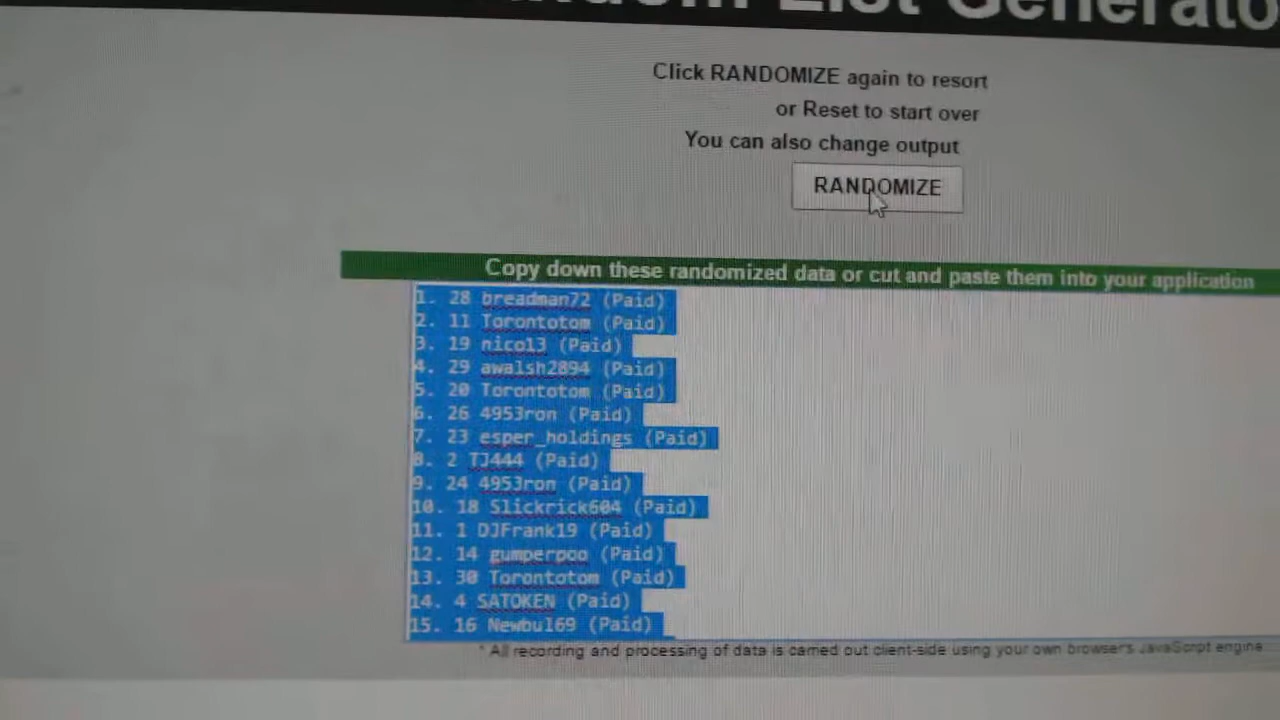 List Generato
Click RANDOMIZE again to resort
or Reset to start over
You can also change output
RANDOMIZE
Copy down these randomized data or cut and paste them into your application
1. 28 breadman72 (Paid)
2. 11 Torontotom (Paid)
3. 19 nicol3 (Paid)
4. 29 awalsh2894 (Paid)
5. 20 Torontotom (Paid)
6. 26 4953ron (Paid)
7. 23 esper_holdings (Paid)
8. 2 TJ444 (Paid)
9. 24 4953ron (Paid)
10. 18 Slickrick604 (Paid)
11. 1 DJFrank19 (Paid)
12. 14 gumperpoo (Paid)
13. 30 Torontotom (Paid)
14. 4 SATOKEN (Paid)
15. 16 Newbul69 (Paid)
* All recording and processing of data is carried out client-side using your own browser's JavaScript engine